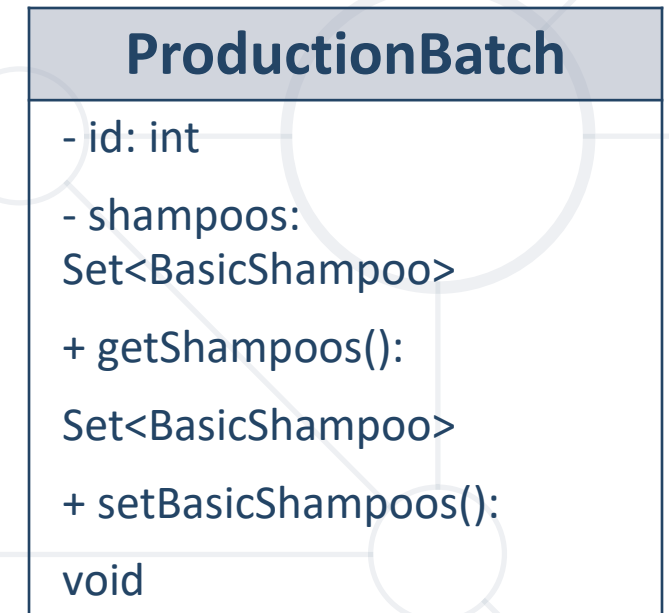 ProductionBatch
- id: int
- shampoos:
Set<BasicShampoo>
+ getShampoos():
Set<BasicShampoo>
+ setBasicShampoos():
void